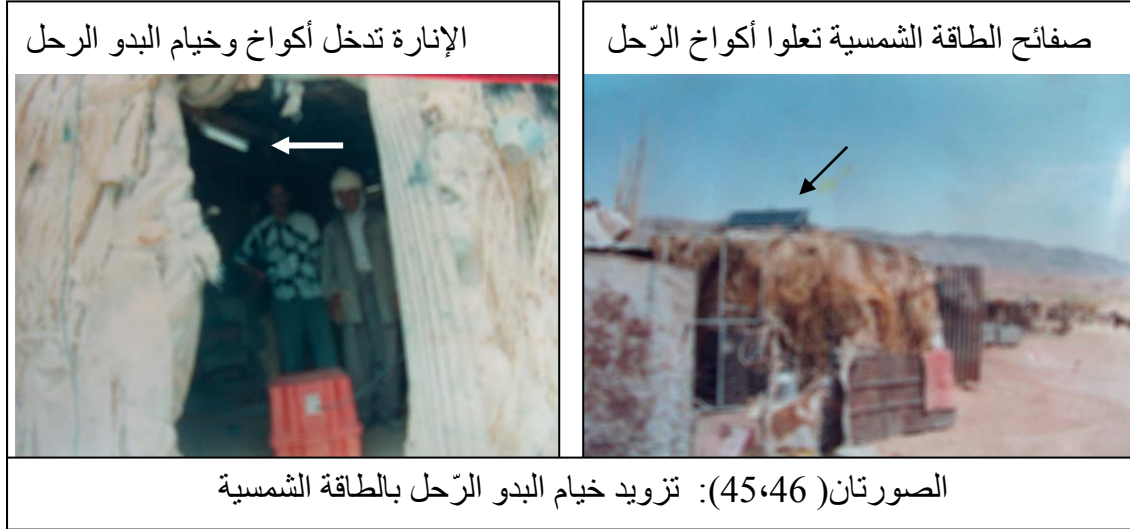 صفائح الطاقة الشمسية تعلوا أكواخ الرّحل
الإنارة تدخل أكواخ وخيام البدو الرحل
الصورتان( 45،46): تزويد خيام البدو الرّحل بالطاقة الشمسية